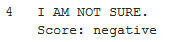 4 I AM NOT SURE.
Score: negative